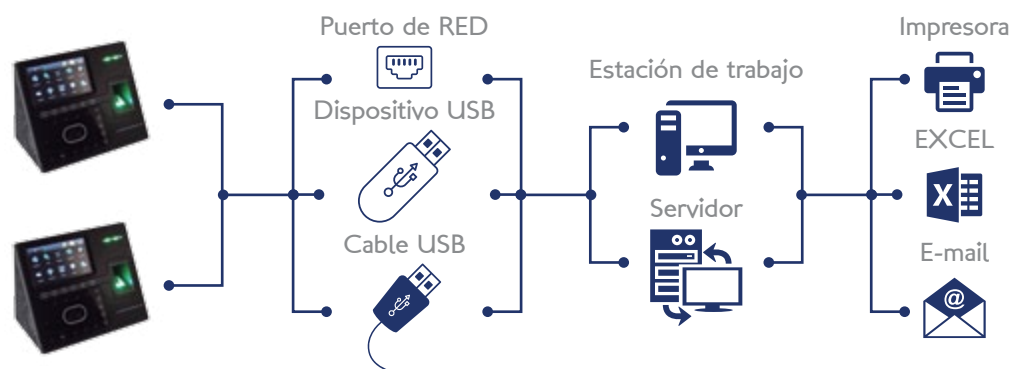 Puerto de RED
Dispositivo USB
Cable USB
Estación de trabajo
Servidor
Impresora
EXCEL
X
E-mail
@